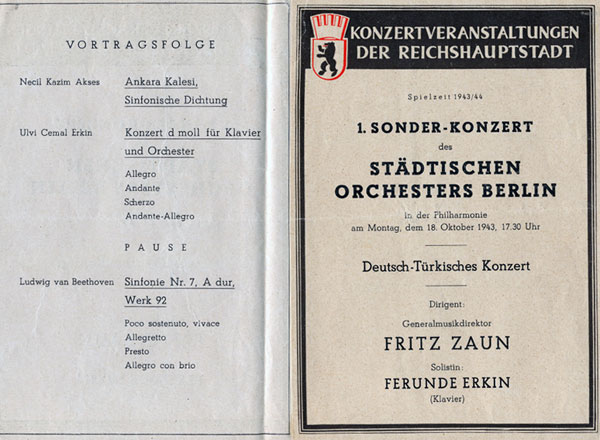 VORTRAGSFOLGE
Necil Kazim Akses
Ankara Kalesi,
Sinfonische Dichtung
Ulvi Cemal Erkin
Konzert d moll für Klavier
und Orchester
Allegro
Andante
Scherzo
Andante-Allegro
PAUSE
Ludwig van Beethoven
Sinfonie Nr. 7, A dur,
Werk 92
Poco sostenuto, vivace
Allegretto
Presto
Allegro con brio
KONZERTVERANSTALTUNGEN
DER REICHSHAUPTSTADT
Spielzeit 1943/44
1. SONDER-KONZERT
des
STÄDTISCHEN
ORCHESTERS BERLIN
in der Philharmonie
am Montag, dem 18. Oktober 1943, 17.30 Uhr
Deutsch-Türkisches Konzert
Dirigent:
Generalmusikdirektor
FRITZ ZAUN
Solistin:
FERUNDE ERKIN
(Klavier)